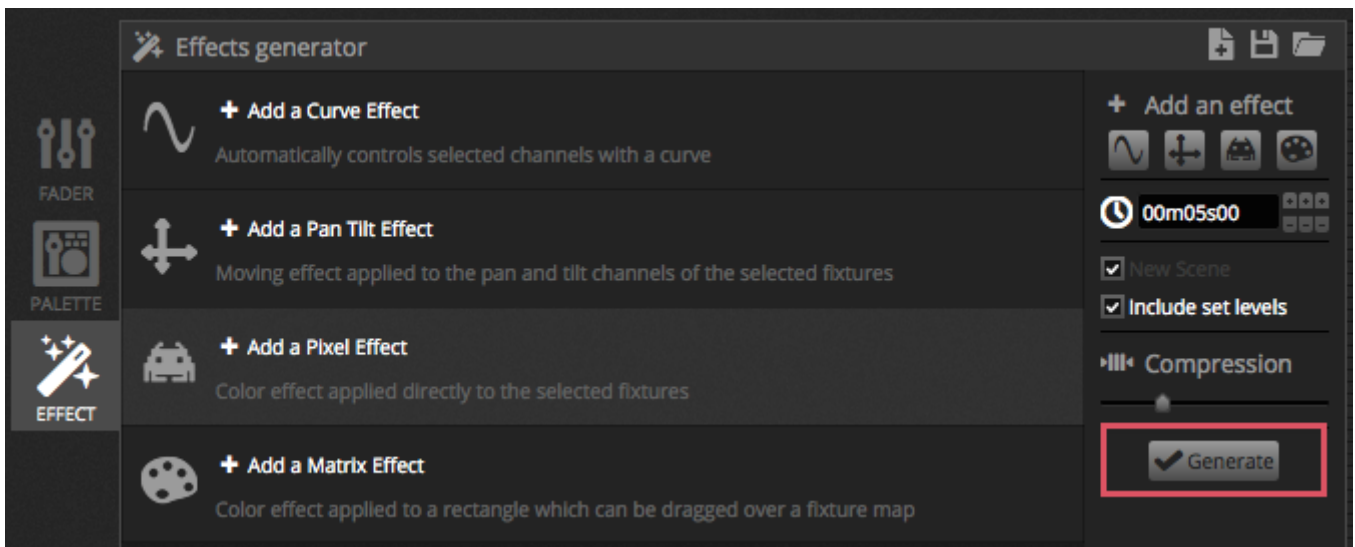 Effects generator
FADER
PALETTE
EFFECT
+ Add a Curve Effect
Automatically controls selected channels with a curve
+ Add a Pan Tilt Effect
Moving effect applied to the pan and tilt channels of the selected fixtures
+ Add a Pixel Effect
Color effect applied directly to the selected fixtures
+ Add a Matrix Effect
Color effect applied to a rectangle which can be dragged over a fixture map
+ Add an effect
00m05s00
New Scene
Include set levels
Compression
Generate